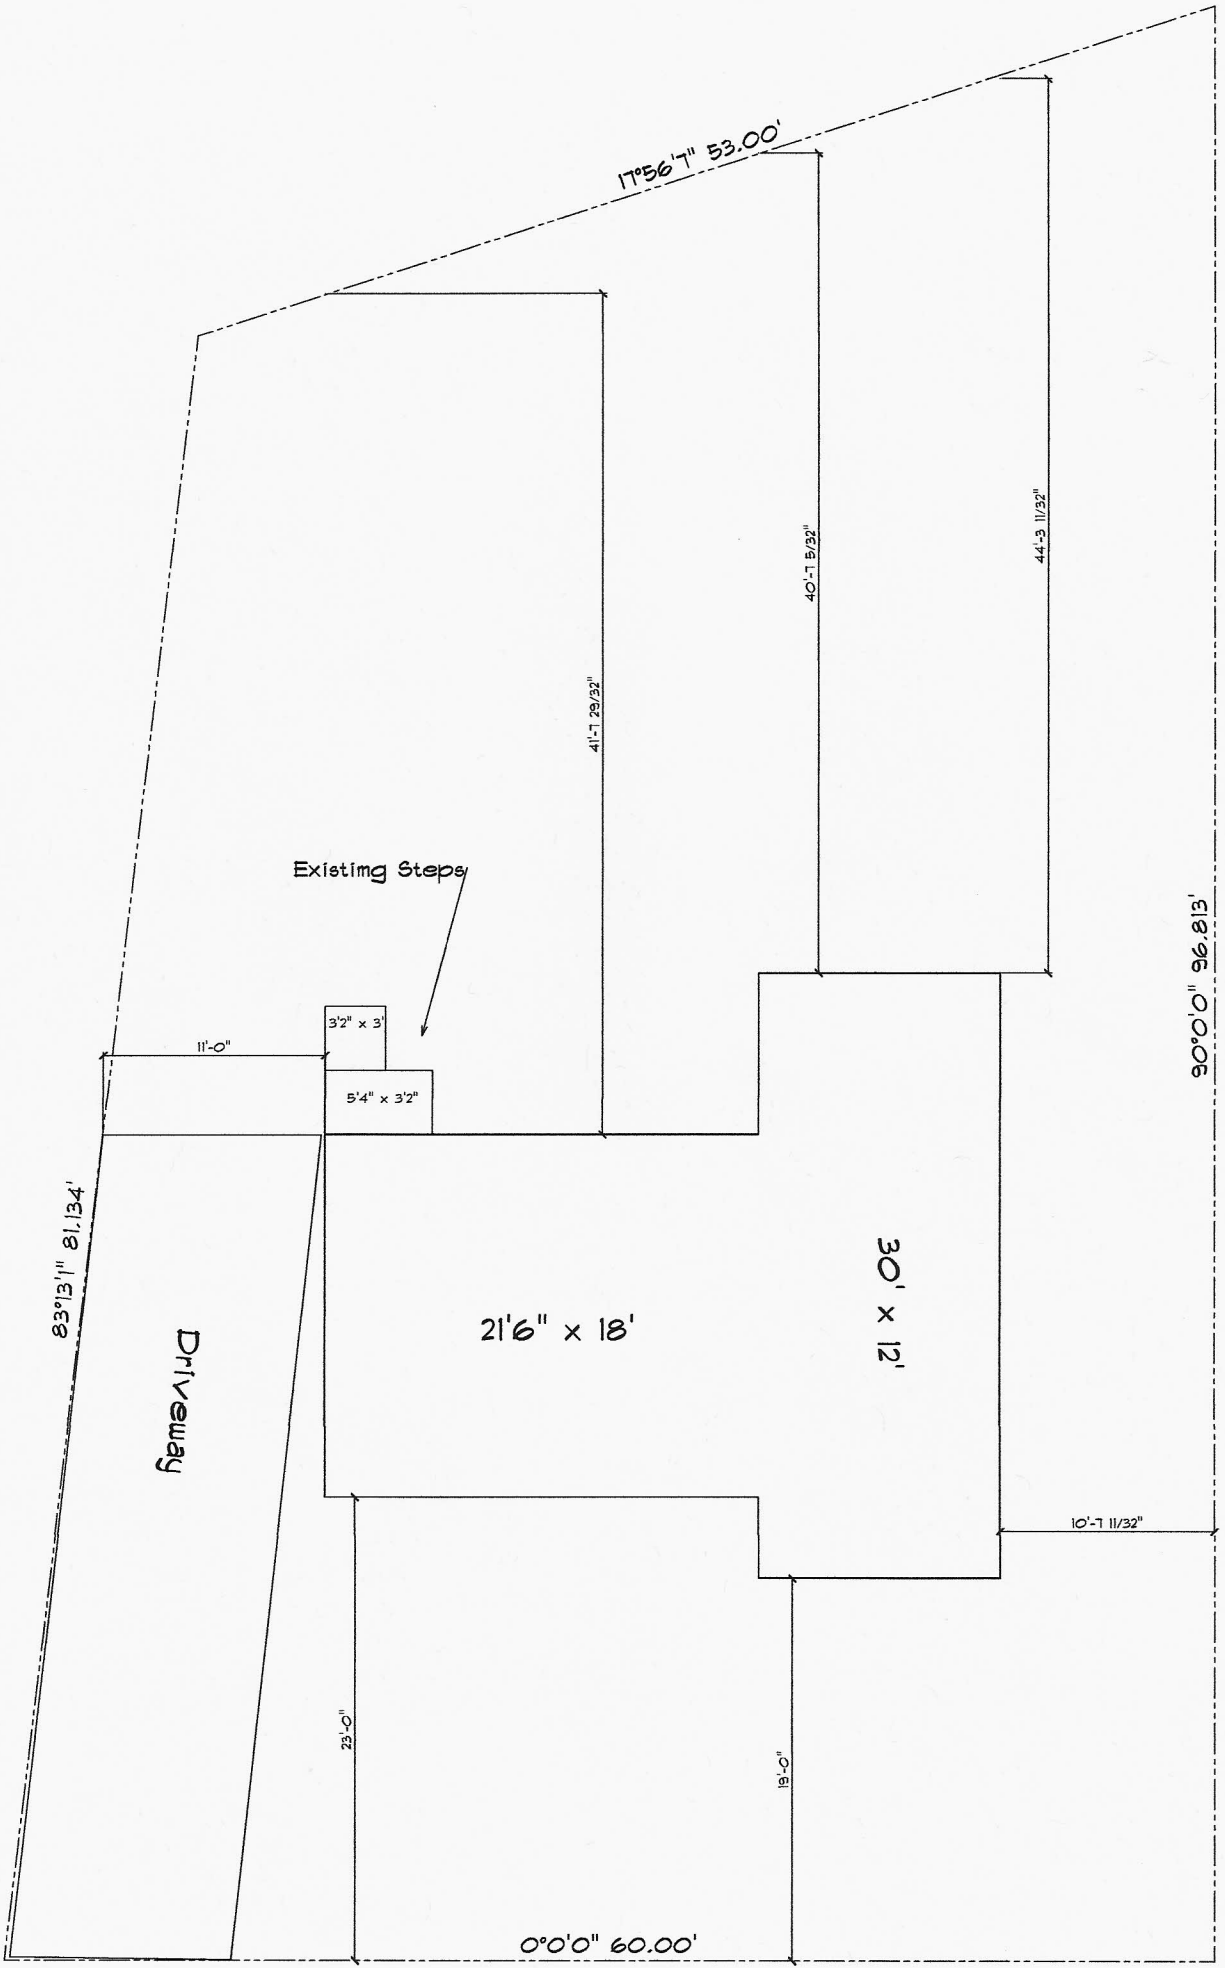 17°56'7" 53.00'
44'-3 11/32"
40'-7 5/32"
41'-7 29/32"
Existimg Steps
90°0'0" 96.813'
3'2" x 3'
11'-0"
5'4" x 3'2"
83°13'1" 81.134'
30' x 12'
21'6" x 18'
Driveway
10'-7 11/32"
23'-0"
19'-0"
0°0'0" 60.00'